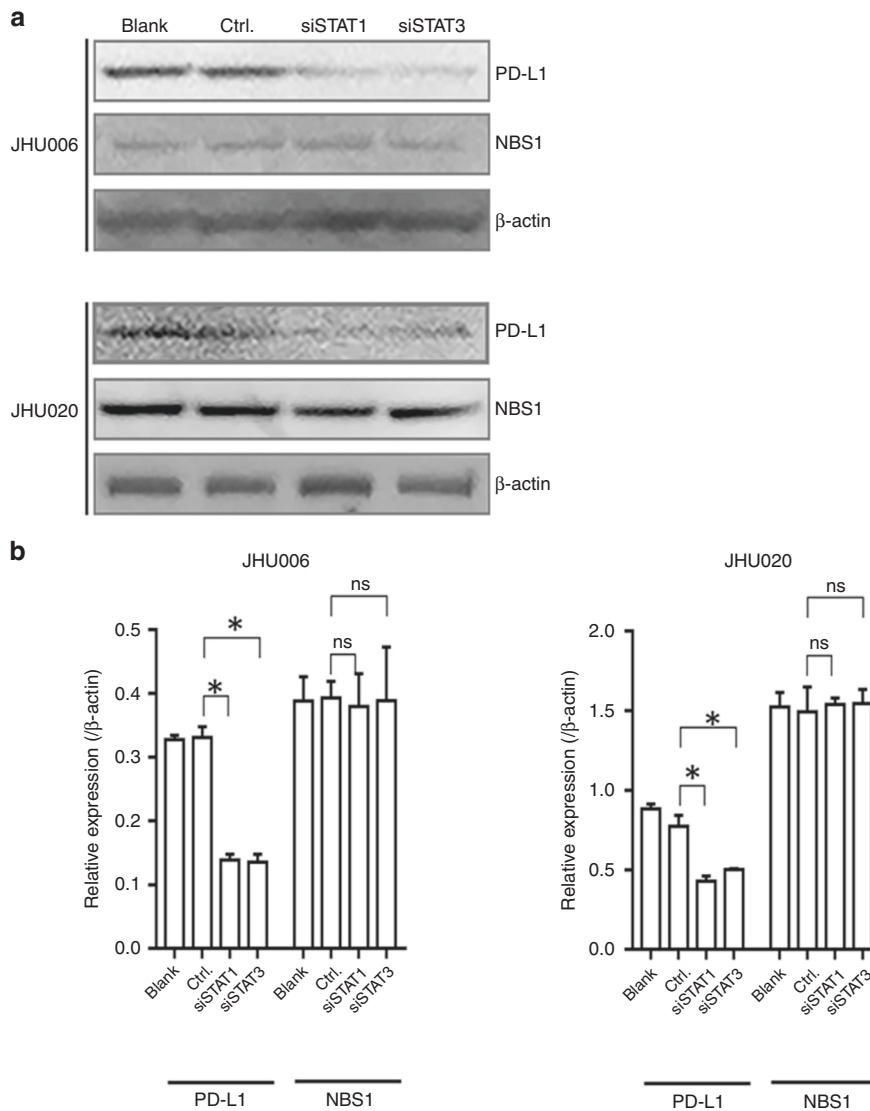 a
Blank Ctrl. siSTAT1 siSTAT3
PD-L1
JHU006
NBS1
β-actin
PD-L1
JHU020
NBS1
β-actin
b
JHU006
Relative expression (/β-actin)
0.5
0.4
0.3
0.2
0.1
0.0
*
*
ns
ns
Blank Ctrl. siSTAT1 siSTAT3 Blank Ctrl. siSTAT1 siSTAT3
PD-L1 NBS1
JHU020
Relative expression (/β-actin)
2.0
1.5
1.0
0.5
0.0
*
*
ns
ns
Blank Ctrl. siSTAT1 siSTAT3 Blank Ctrl. siSTAT1 siSTAT3
PD-L1 NBS1